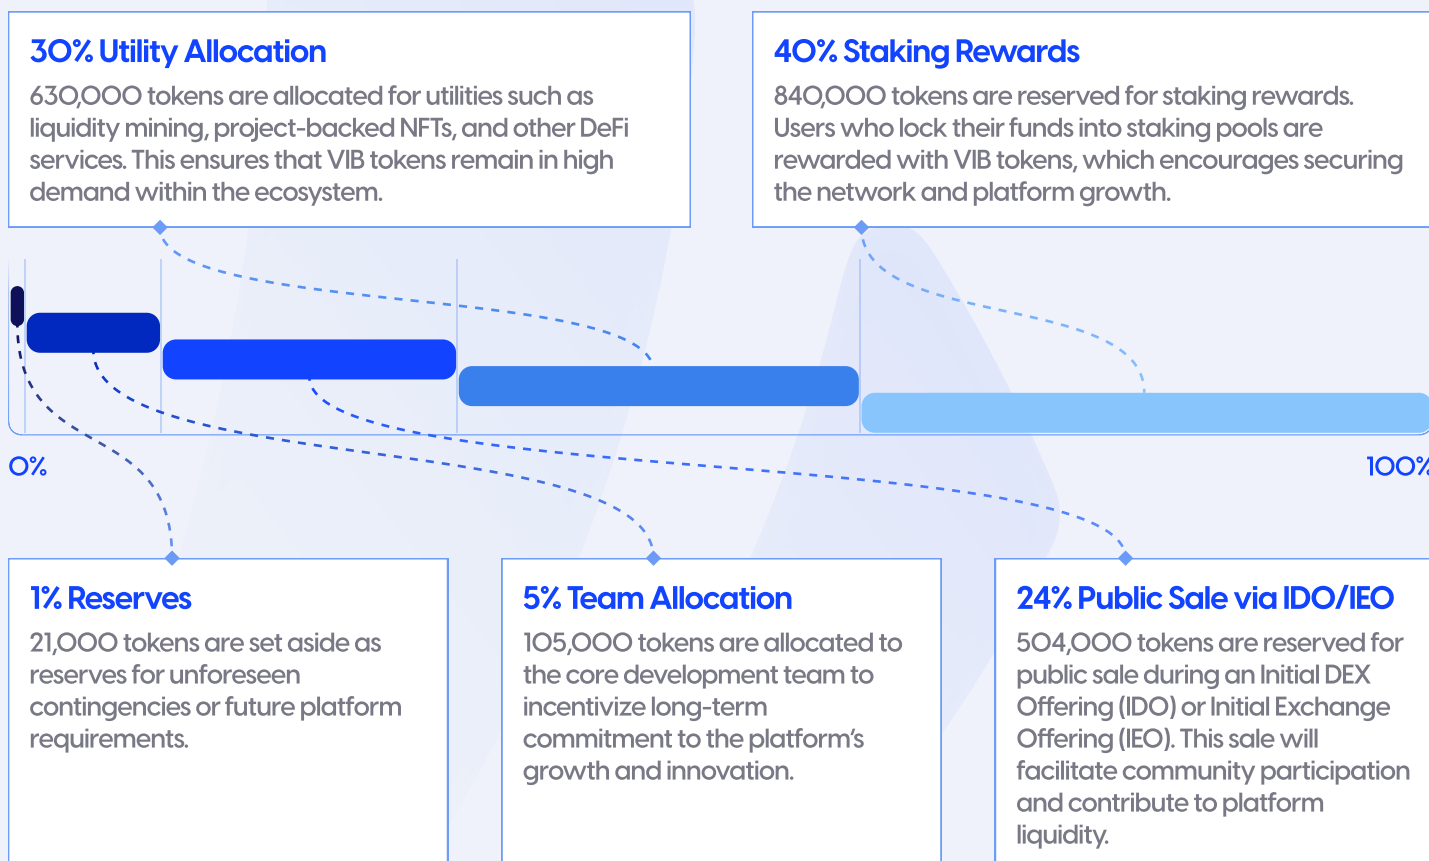 30% Utility Allocation
630,000 tokens are allocated for utilities such as
liquidity mining, project-backed NFTs, and other DeFi
services. This ensures that VIB tokens remain in high
demand within the ecosystem.
40% Staking Rewards
840,000 tokens are reserved for staking rewards.
Users who lock their funds into staking pools are
rewarded with VIB tokens, which encourages securing
the network and platform growth.
0%
100%
1% Reserves
21,000 tokens are set aside as
reserves for unforeseen
contingencies or future platform
requirements.
5% Team Allocation
105,000 tokens are allocated to
the core development team to
incentivize long-term
commitment to the platform's
growth and innovation.
24% Public Sale via IDO/IEO
504,000 tokens are reserved for
public sale during an Initial DEX
Offering (IDO) or Initial Exchange
Offering (IEO). This sale will
facilitate community participation
and contribute to platform
liquidity.